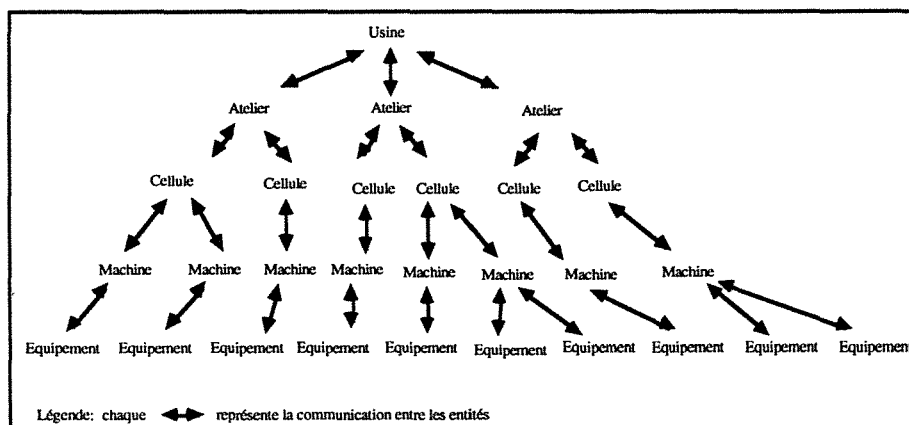 Usine
Atelier Atelier Atelier
Cellule Cellule Cellule Cellule Cellule Cellule
Machine Machine Machine Machine Machine Machine Machine Machine
Equipement Equipement Equipement Equipement Equipement Equipement Equipement Equipement Equipement Equipement
Légende: chaque représente la communication entre les entités